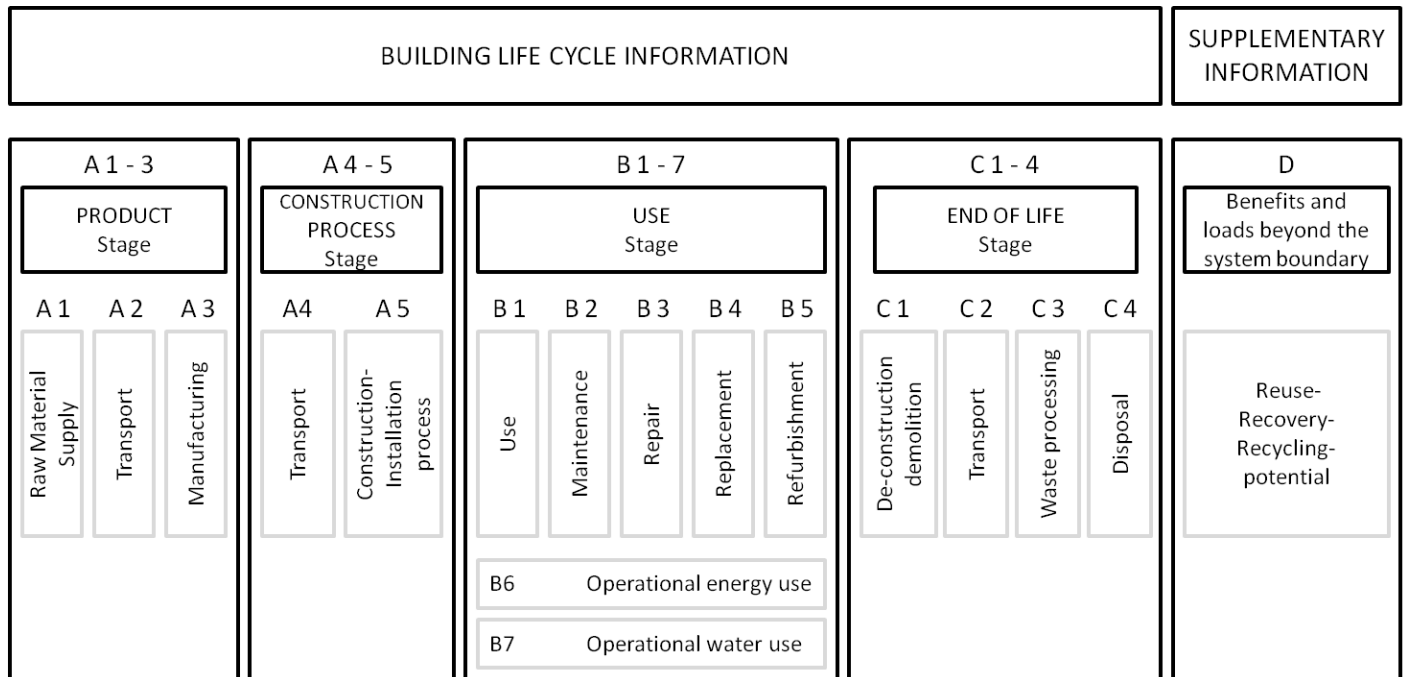 BUILDING LIFE CYCLE INFORMATION
SUPPLEMENTARY
INFORMATION
A 1 - 3
PRODUCT
Stage
A 1
A 2
A 3
Raw Material
Supply
Transport
Manufacturing
A 4 - 5
CONSTRUCTION
PROCESS
Stage
A4
A 5
Transport
Construction-
Installation
process
B 1 - 7
USE
Stage
B 1
B 2
B 3
B 4
B 5
Use
Maintenance
Repair
Replacement
Refurbishment
B6 Operational energy use
B7 Operational water use
C 1 - 4
END OF LIFE
Stage
C 1
C 2
C 3
C 4
De-construction
demolition
Transport
Waste processing
Disposal
D
Benefits and
loads beyond the
system boundary
Reuse-
Recovery-
Recycling-
potential